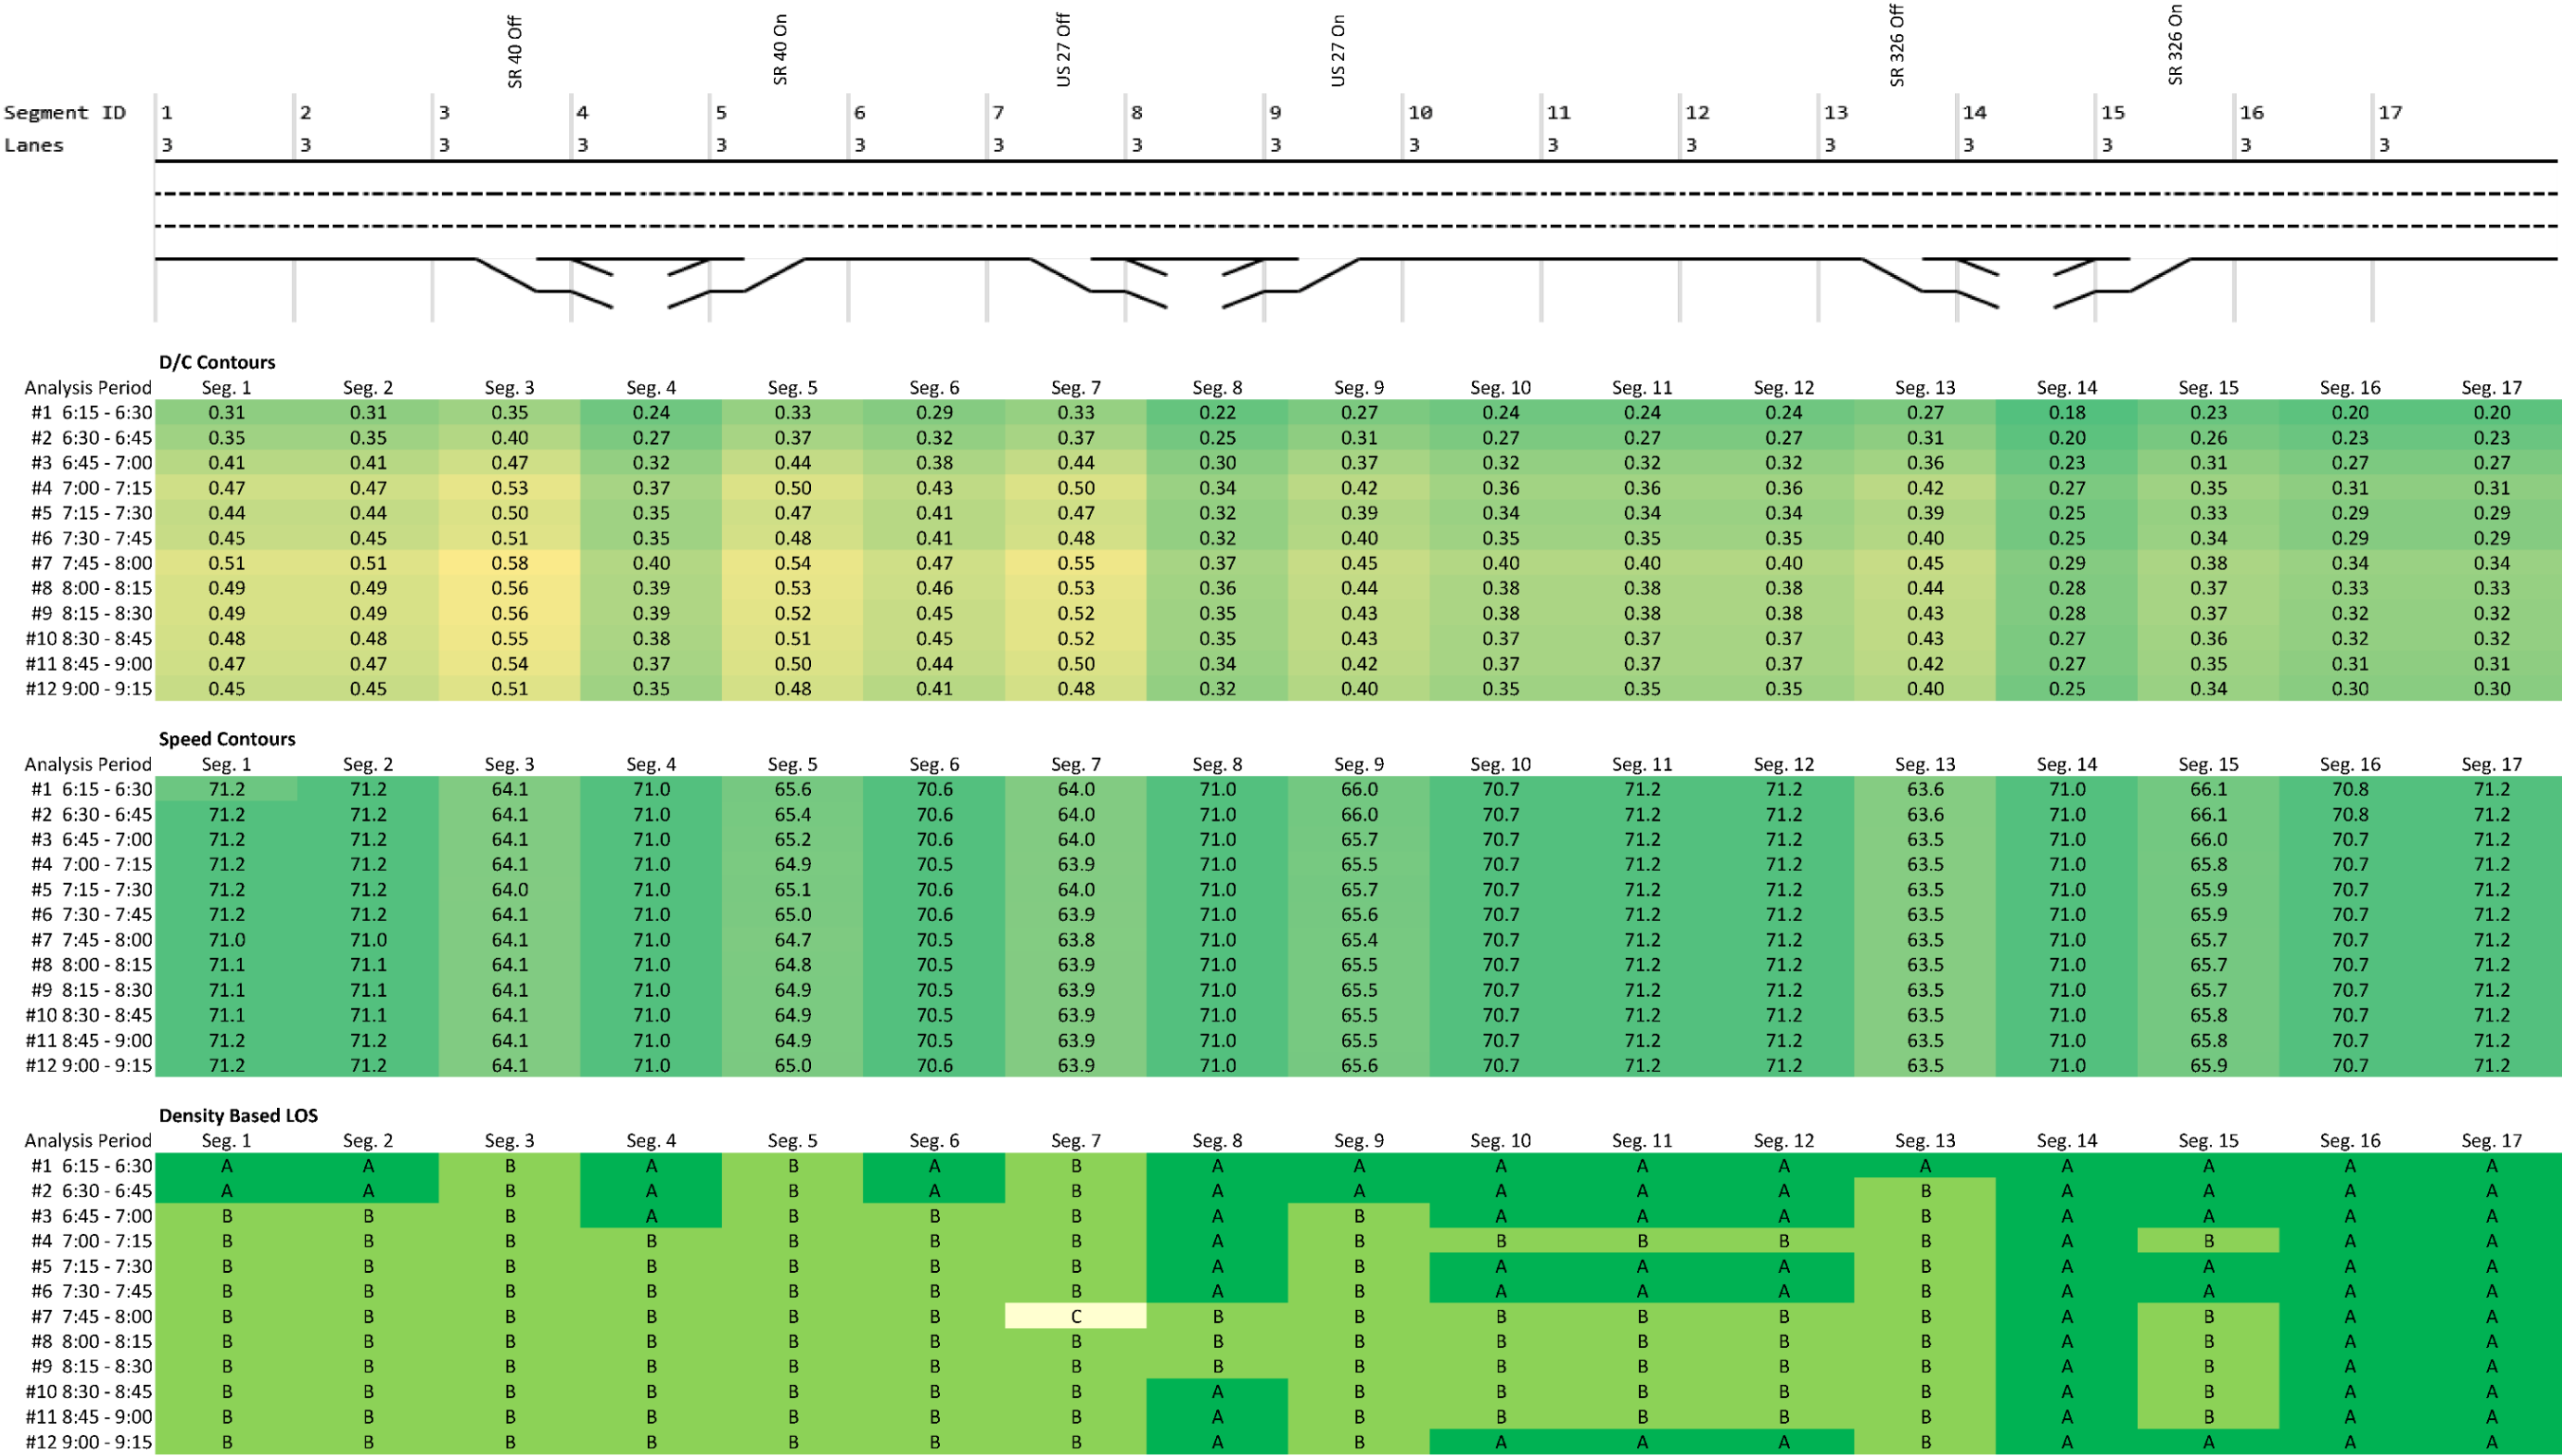 SR 40 Off SR 40 On US 27 Off US 27 On SR 326 Off SR 326 On
Segment ID 1 2 3 4 5 6 7 8 9 10 11 12 13 14 15 16 17
Lanes 3 3 3 3 3 3 3 3 3 3 3 3 3 3 3 3 3
D/C Contours
Analysis Period Seg. 1 Seg. 2 Seg. 3 Seg. 4 Seg. 5 Seg. 6 Seg. 7 Seg. 8 Seg. 9 Seg. 10 Seg. 11 Seg. 12 Seg. 13 Seg. 14 Seg. 15 Seg. 16 Seg. 17
#1 6:15 - 6:30 0.31 0.31 0.35 0.24 0.33 0.29 0.33 0.22 0.27 0.24 0.24 0.24 0.27 0.18 0.23 0.20 0.20
#2 6:30 - 6:45 0.35 0.35 0.40 0.27 0.37 0.32 0.37 0.25 0.31 0.27 0.27 0.27 0.31 0.20 0.26 0.23 0.23
#3 6:45 - 7:00 0.41 0.41 0.47 0.32 0.44 0.38 0.44 0.30 0.37 0.32 0.32 0.32 0.36 0.23 0.31 0.27 0.27
#4 7:00 - 7:15 0.47 0.47 0.53 0.37 0.50 0.43 0.50 0.34 0.42 0.36 0.36 0.36 0.42 0.27 0.35 0.31 0.31
#5 7:15 - 7:30 0.44 0.44 0.50 0.35 0.47 0.41 0.47 0.32 0.39 0.34 0.34 0.34 0.39 0.25 0.33 0.29 0.29
#6 7:30 - 7:45 0.45 0.45 0.51 0.35 0.48 0.41 0.48 0.32 0.40 0.35 0.35 0.35 0.40 0.25 0.34 0.29 0.29
#7 7:45 - 8:00 0.51 0.51 0.58 0.40 0.54 0.47 0.55 0.37 0.45 0.40 0.40 0.40 0.45 0.29 0.38 0.34 0.34
#8 8:00 - 8:15 0.49 0.49 0.56 0.39 0.53 0.46 0.53 0.36 0.44 0.38 0.38 0.38 0.44 0.28 0.37 0.33 0.33
#9 8:15 - 8:30 0.49 0.49 0.56 0.39 0.52 0.45 0.52 0.35 0.43 0.38 0.38 0.38 0.43 0.28 0.37 0.32 0.32
#10 8:30 - 8:45 0.48 0.48 0.55 0.38 0.51 0.45 0.52 0.35 0.43 0.37 0.37 0.37 0.43 0.27 0.36 0.32 0.32
#11 8:45 - 9:00 0.47 0.47 0.54 0.37 0.50 0.44 0.50 0.34 0.42 0.37 0.37 0.37 0.42 0.27 0.35 0.31 0.31
#12 9:00 - 9:15 0.45 0.45 0.51 0.35 0.48 0.41 0.48 0.32 0.40 0.35 0.35 0.35 0.40 0.25 0.34 0.30 0.30
Speed Contours
Analysis Period Seg. 1 Seg. 2 Seg. 3 Seg. 4 Seg. 5 Seg. 6 Seg. 7 Seg. 8 Seg. 9 Seg. 10 Seg. 11 Seg. 12 Seg. 13 Seg. 14 Seg. 15 Seg. 16 Seg. 17
#1 6:15 - 6:30 71.2 71.2 64.1 71.0 65.6 70.6 64.0 71.0 66.0 70.7 71.2 71.2 63.6 71.0 66.1 70.8 71.2
#2 6:30 - 6:45 71.2 71.2 64.1 71.0 65.4 70.6 64.0 71.0 66.0 70.7 71.2 71.2 63.6 71.0 66.1 70.8 71.2
#3 6:45 - 7:00 71.2 71.2 64.1 71.0 65.2 70.6 64.0 71.0 65.7 70.7 71.2 71.2 63.5 71.0 66.0 70.7 71.2
#4 7:00 - 7:15 71.2 71.2 64.1 71.0 64.9 70.5 63.9 71.0 65.5 70.7 71.2 71.2 63.5 71.0 65.8 70.7 71.2
#5 7:15 - 7:30 71.2 71.2 64.0 71.0 65.1 70.6 64.0 71.0 65.7 70.7 71.2 71.2 63.5 71.0 65.9 70.7 71.2
#6 7:30 - 7:45 71.2 71.2 64.1 71.0 65.0 70.6 63.9 71.0 65.6 70.7 71.2 71.2 63.5 71.0 65.9 70.7 71.2
#7 7:45 - 8:00 71.0 71.0 64.1 71.0 64.7 70.5 63.8 71.0 65.4 70.7 71.2 71.2 63.5 71.0 65.7 70.7 71.2
#8 8:00 - 8:15 71.1 71.1 64.1 71.0 64.8 70.5 63.9 71.0 65.5 70.7 71.2 71.2 63.5 71.0 65.7 70.7 71.2
#9 8:15 - 8:30 71.1 71.1 64.1 71.0 64.9 70.5 63.9 71.0 65.5 70.7 71.2 71.2 63.5 71.0 65.7 70.7 71.2
#10 8:30 - 8:45 71.1 71.1 64.1 71.0 64.9 70.5 63.9 71.0 65.5 70.7 71.2 71.2 63.5 71.0 65.8 70.7 71.2
#11 8:45 - 9:00 71.2 71.2 64.1 71.0 64.9 70.5 63.9 71.0 65.5 70.7 71.2 71.2 63.5 71.0 65.8 70.7 71.2
#12 9:00 - 9:15 71.2 71.2 64.1 71.0 65.0 70.6 63.9 71.0 65.6 70.7 71.2 71.2 63.5 71.0 65.9 70.7 71.2
Density Based LOS
Analysis Period Seg. 1 Seg. 2 Seg. 3 Seg. 4 Seg. 5 Seg. 6 Seg. 7 Seg. 8 Seg. 9 Seg. 10 Seg. 11 Seg. 12 Seg. 13 Seg. 14 Seg. 15 Seg. 16 Seg. 17
#1 6:15 - 6:30 A A B A B A B A A A A A A A A A A
#2 6:30 - 6:45 A A B A B A B A A A A A B A A A A
#3 6:45 - 7:00 B B B A B B B A B A A A B A A A A
#4 7:00 - 7:15 B B B B B B B A B B B B B A B A A
#5 7:15 - 7:30 B B B B B B B A B A A A B A A A A
#6 7:30 - 7:45 B B B B B B B A B A A A B A A A A
#7 7:45 - 8:00 B B B B B B C B B B B B B A B A A
#8 8:00 - 8:15 B B B B B B B B B B B B B A B A A
#9 8:15 - 8:30 B B B B B B B B B B B B B A B A A
#10 8:30 - 8:45 B B B B B B B A B B B B B A B A A
#11 8:45 - 9:00 B B B B B B B A B B B B B A B A A
#12 9:00 - 9:15 B B B B B B B A B A A A B A A A A